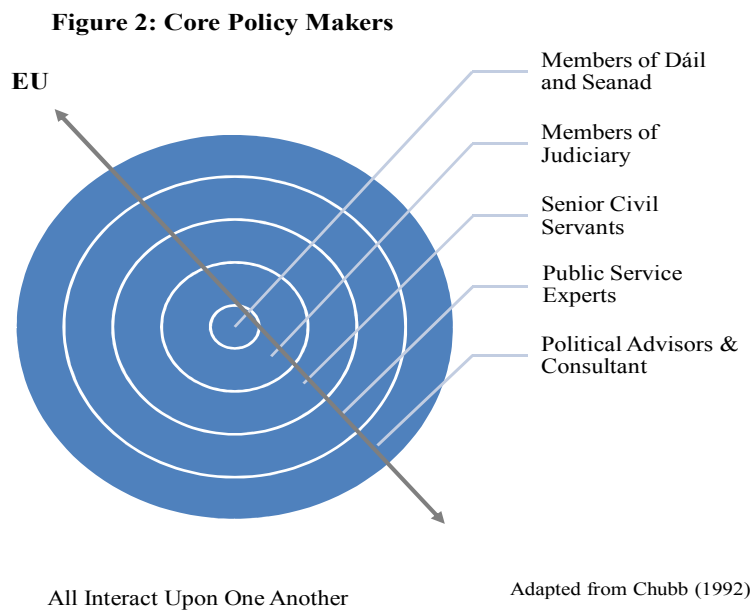 Figure 2: Core Policy Makers
EU
Members of Dáil
and Seanad
Members of
Judiciary
Senior Civil
Servants
Public Service
Experts
Political Advisors &
Consultant
All Interact Upon One Another
Adapted from Chubb (1992)